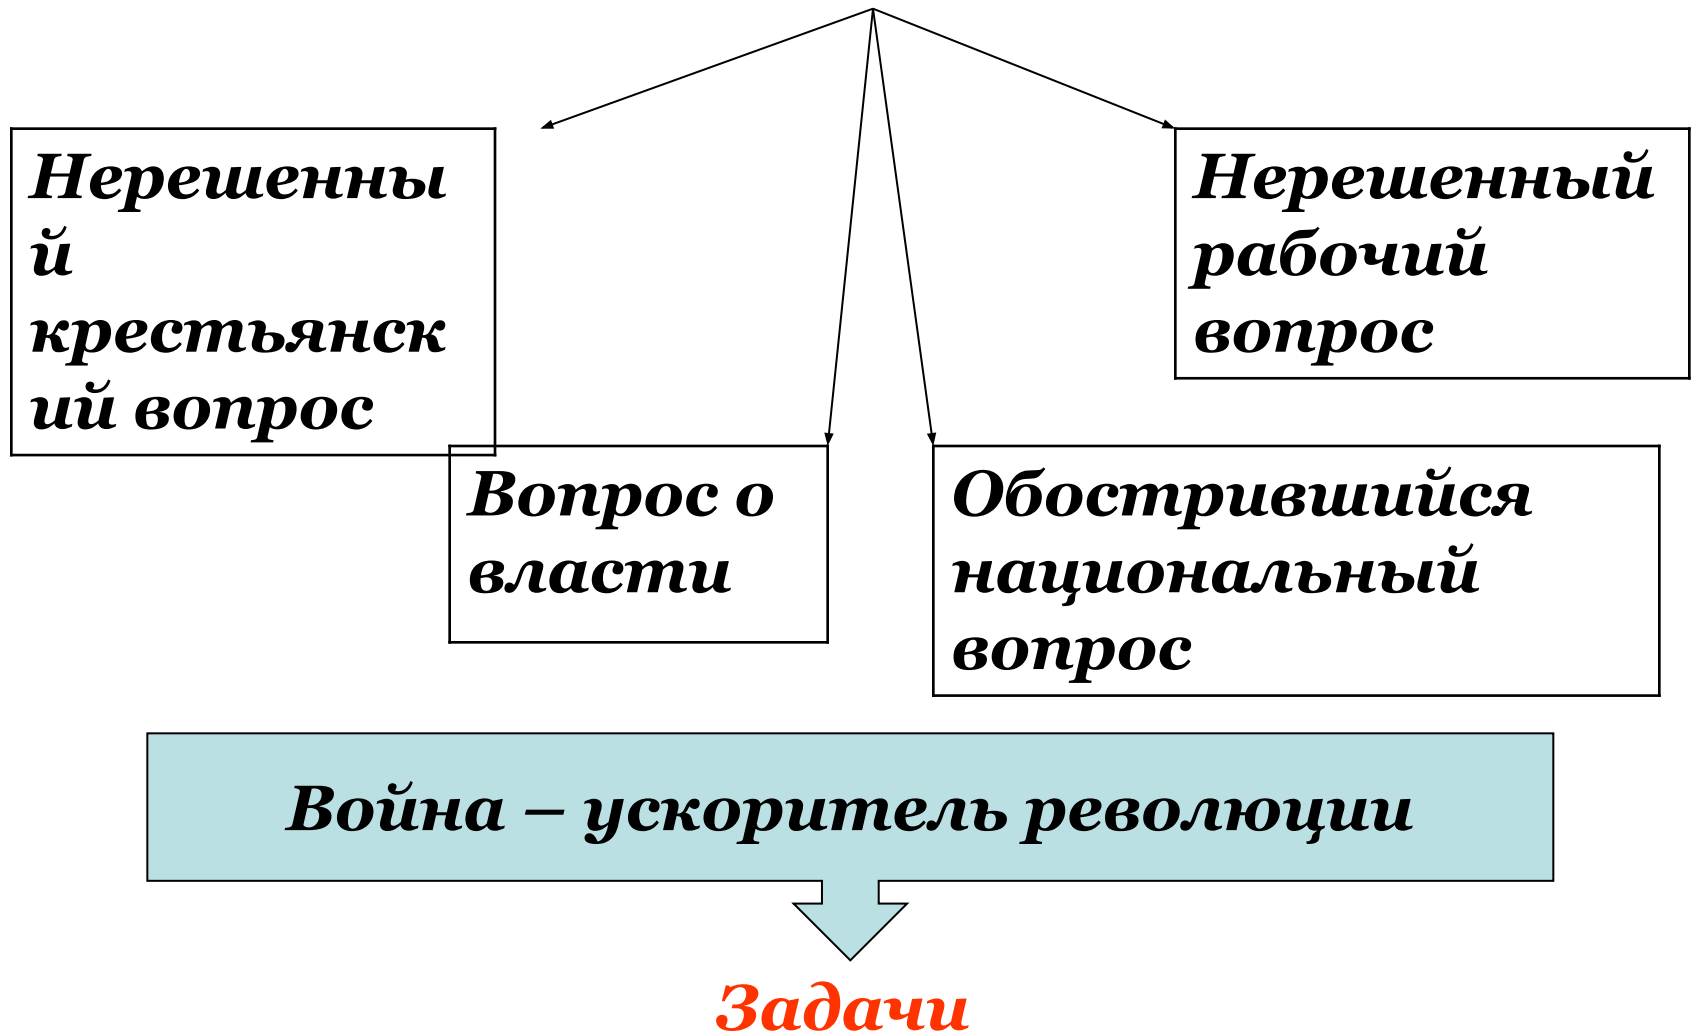 Нерешенны
й
крестьянск
ий вопрос
Нерешенный
рабочий
вопрос
Вопрос о
власти
Обострившийся
национальный
вопрос
Война – ускоритель революции
Задачи